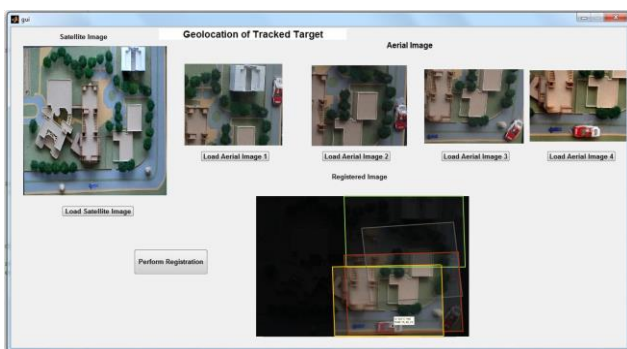 gui
Geolocation of Tracked Target
Satellite Image
Aerial Image
Load Aerial Image 1
Load Aerial Image 2
Load Aerial Image 3
Load Aerial Image 4
Registered Image
Load Satellite Image
Perform Registration